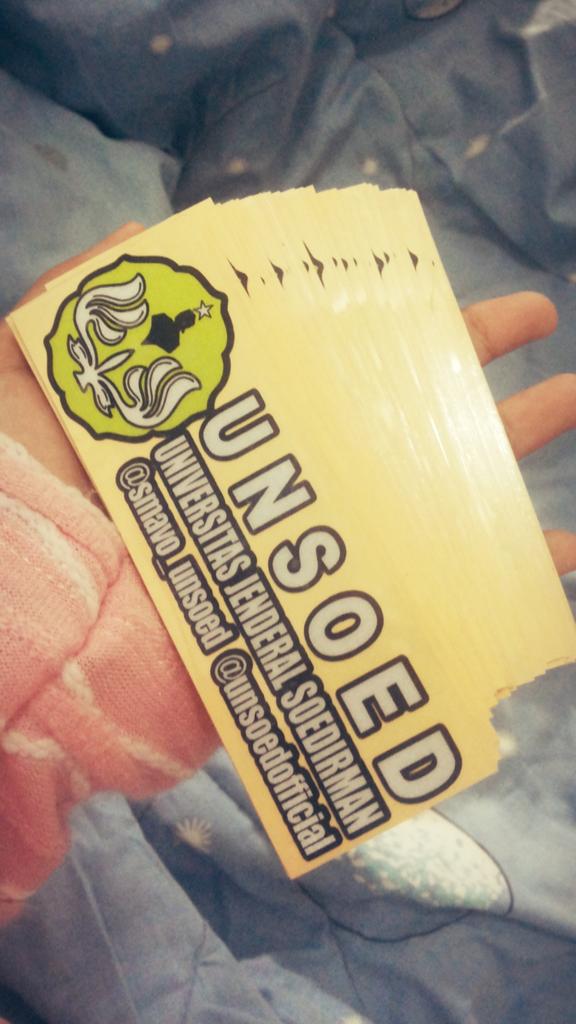 UNSOED
UNIVERSITAS JENDERAL SOEDIRMAN
@smavo_unsoed @unsoedofficial